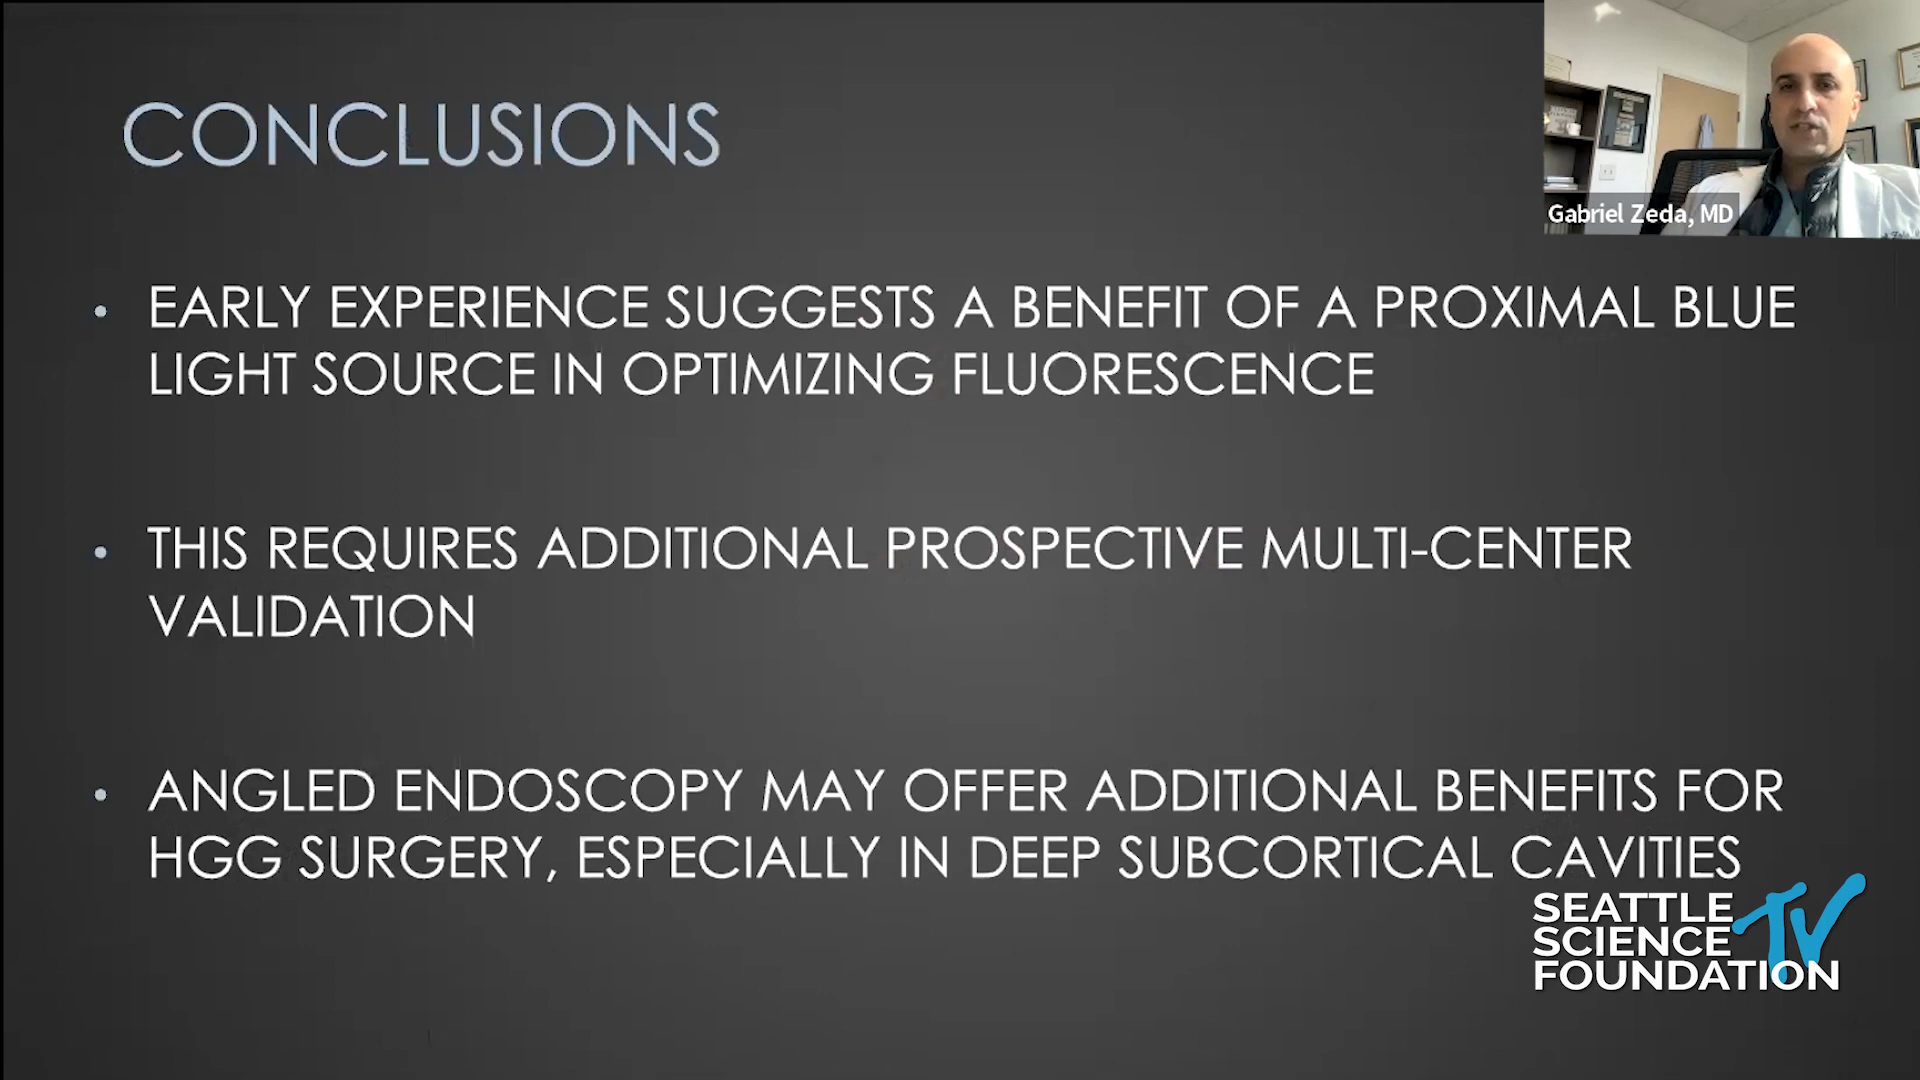 CONCLUSIONS
Gabriel Zeda, MD
• EARLY EXPERIENCE SUGGESTS A BENEFIT OF A PROXIMAL BLUE
LIGHT SOURCE IN OPTIMIZING FLUORESCENCE
• THIS REQUIRES ADDITIONAL PROSPECTIVE MULTI-CENTER
VALIDATION
• ANGLED ENDOSCOPY MAY OFFER ADDITIONAL BENEFITS FOR
HGG SURGERY, ESPECIALLY IN DEEP SUBCORTICAL CAVITIES
SEATTLE
SCIENCE
FOUNDATION
TV